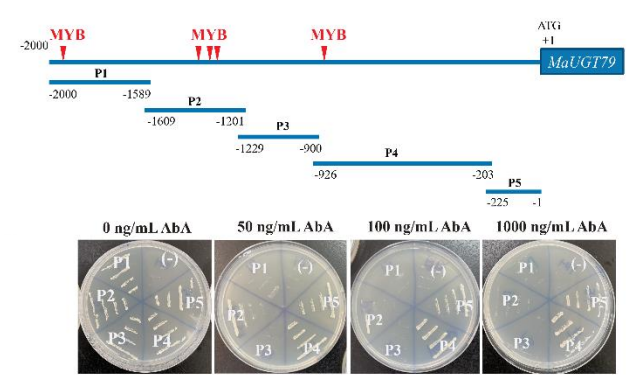 ATG
MYB MYB MYB +1
-2000 MaUGT79
P1
-2000 -1589
P2
-1609 -1201
P3
-1229 -900
P4
-926 -203
P5
-225 -1
0 ng/mL AbA 50 ng/mL AbA 100 ng/mL AbA 1000 ng/mL AbA
P1 (-) P1 (-) P1 (-) P1 (-)
P2 P5 P2 P5 P2 P5 P2 P5
P3 P4 P3 P4 P3 P4 P3 P4